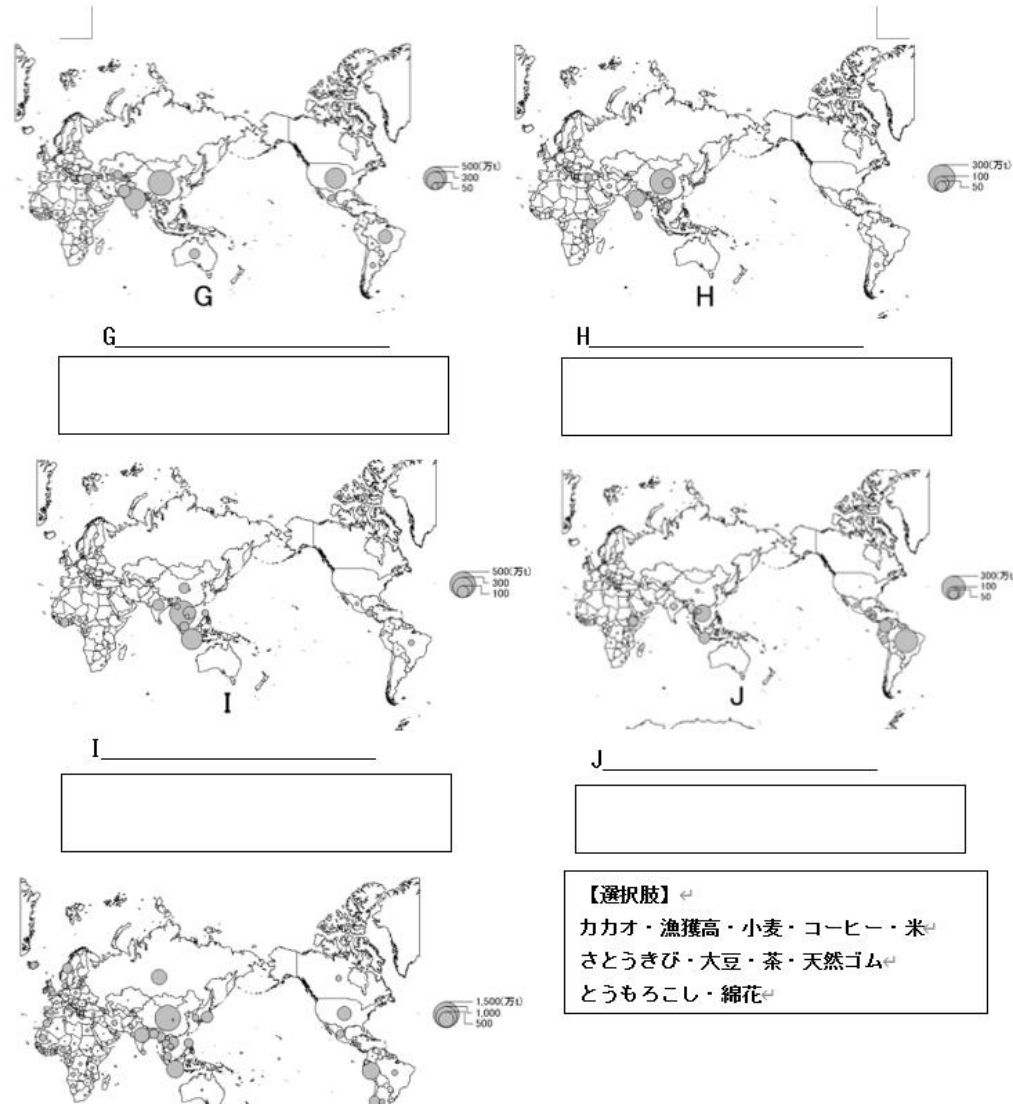 500(万t)
300
50
G
300(万t)
100
50
H
G
H
500(万t)
300
100
I
300(万t)
100
50
J
I
J
【選択肢】
カカオ・漁獲高・小麦・コーヒー・米
さとうきび・大豆・茶・天然ゴム
とうもろこし・綿花
1,500(万t)
1,000
500